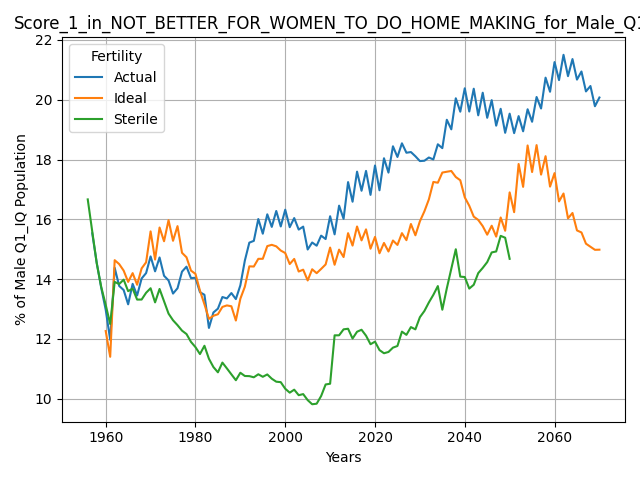 Score_1_in_NOT_BETTER_FOR_WOMEN_TO_DO_HOME_MAKING_for_Male_Q1
Fertility
Actual
Ideal
Sterile
% of Male Q1_IQ Population
22
20
18
16
14
12
10
1960 1980 2000 2020 2040 2060
Years